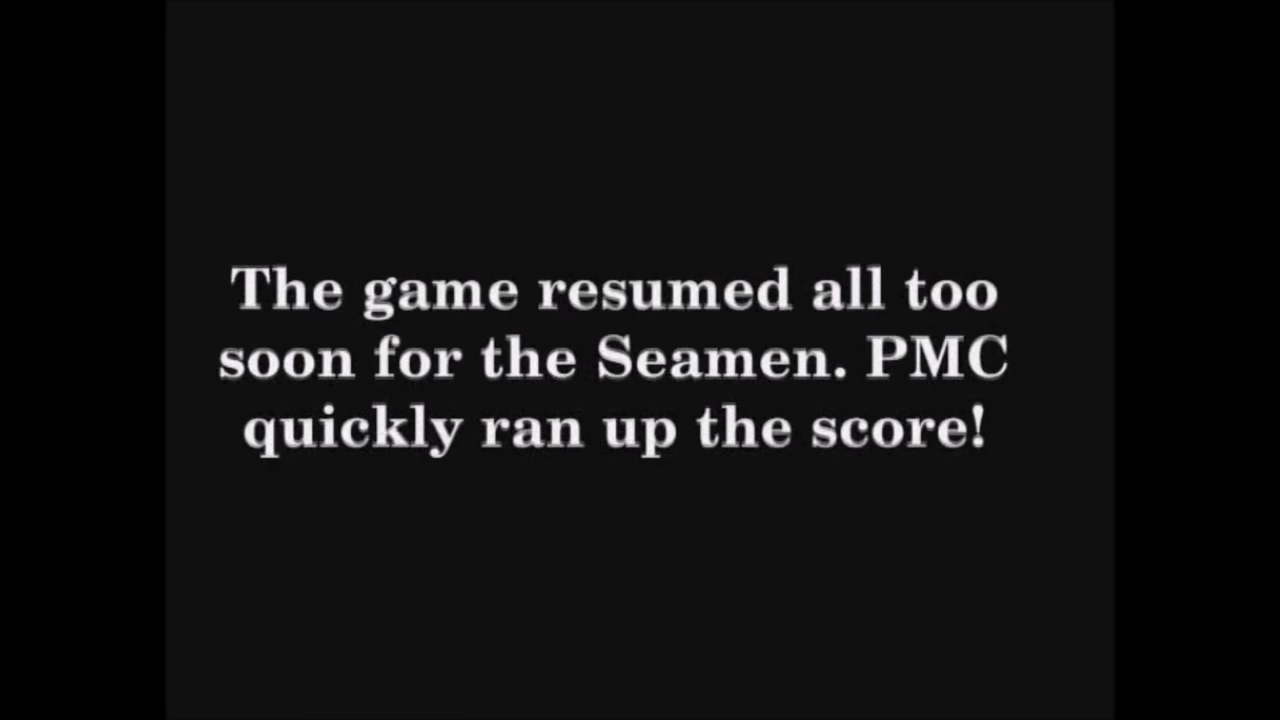 The game resumed all too
soon for the Seamen. PMC
quickly ran up the score!